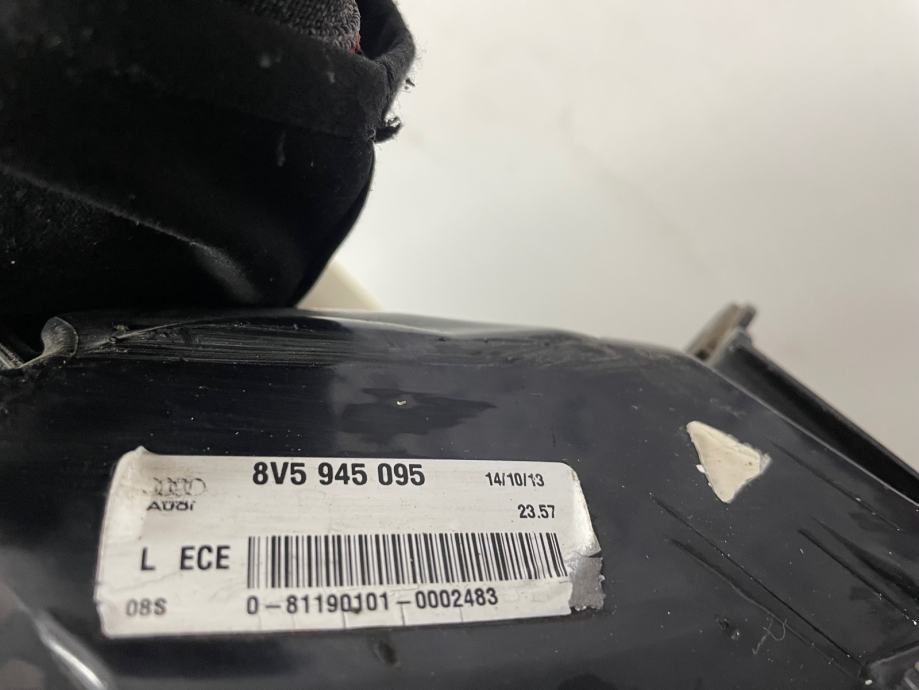 8V5 945 095 14/10/13
Audi 23.57
L ECE
08S 0-81190101-0002483